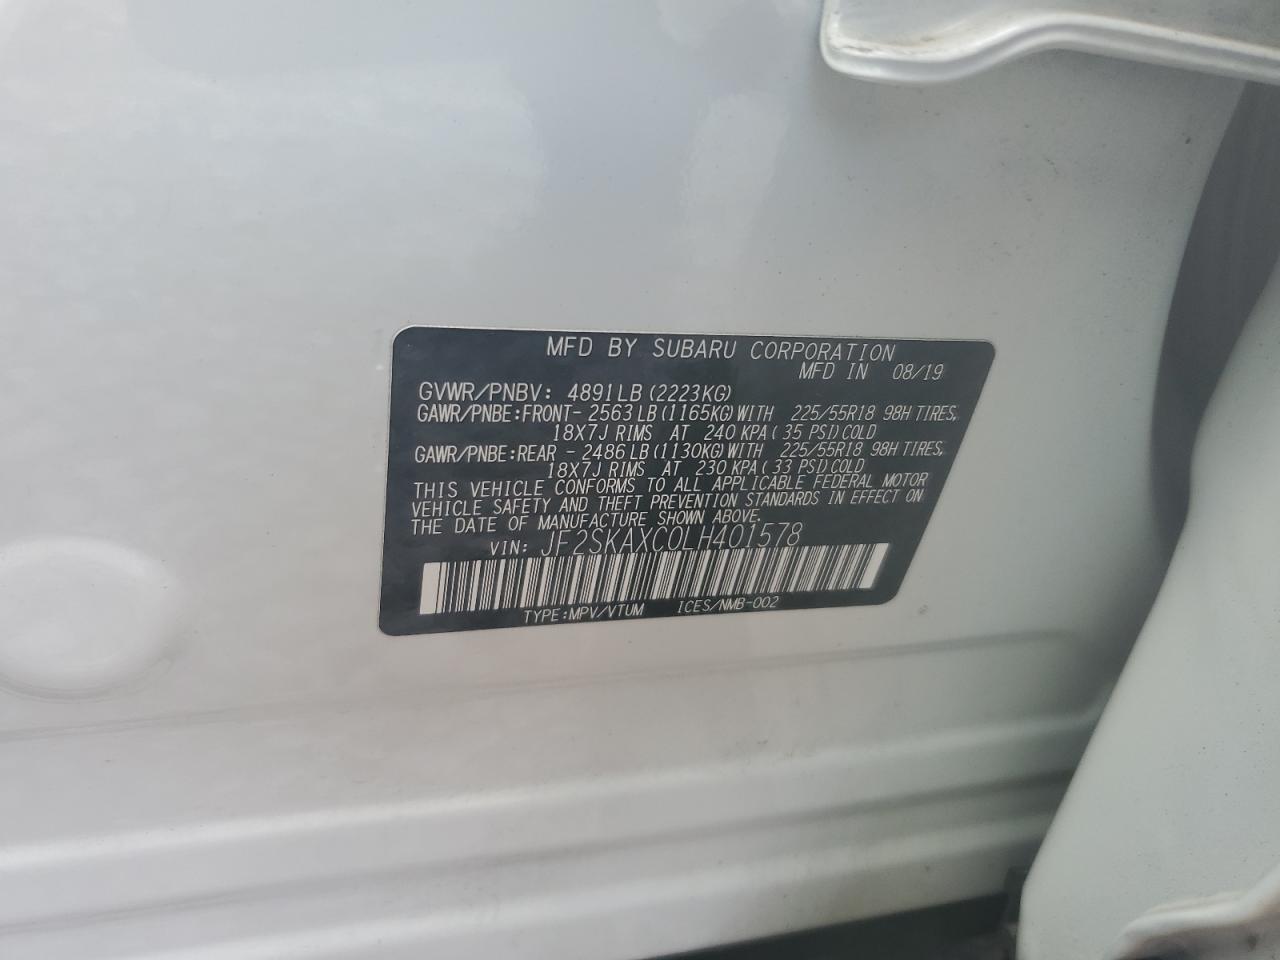 MFD BY SUBARU CORPORATION
MFD IN 08/19
GVWR/PNBV: 4891LB(2223KG)
GAWR/PNBE:FRONT- 2563LB(1165KG)WITH 225/55R18 98H TIRES,
18X7J RIMS AT 240 KPA( 35 PSI)COLD
GAWR/PNBE:REAR - 2486LB(1130KG)WITH 225/55R18 98H TIRES,
18X7J RIMS AT 230 KPA( 33 PSI)COLD
THIS VEHICLE CONFORMS TO ALL APPLICABLE FEDERAL MOTOR
VEHICLE SAFETY AND THEFT PREVENTION STANDARDS IN EFFECT ON
THE DATE OF MANUFACTURE SHOWN ABOVE.
VIN: JF2SKAXC0LH401578
TYPE:MPV/VTUM ICES/NMB-002